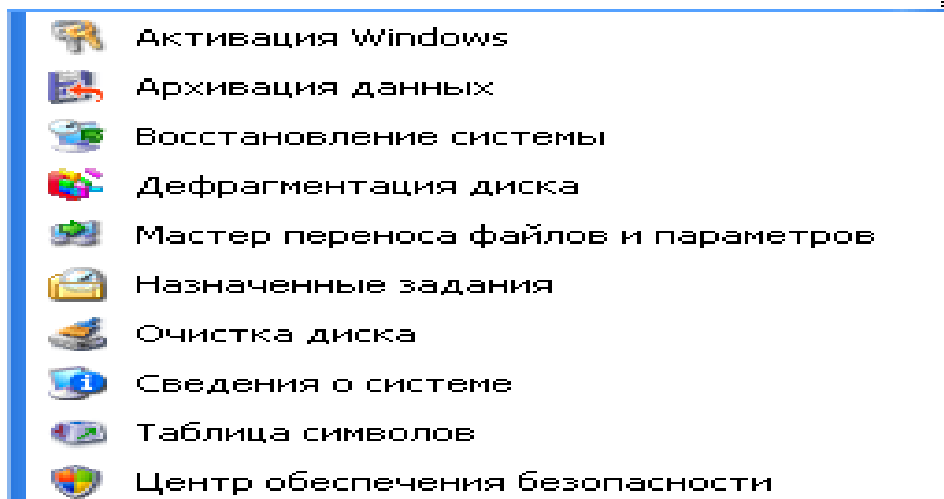 Активация Windows
Архивация данных
Восстановление системы
Дефрагментация диска
Мастер переноса файлов и параметров
Назначенные задания
Очистка диска
Сведения о системе
Таблица символов
Центр обеспечения безопасности